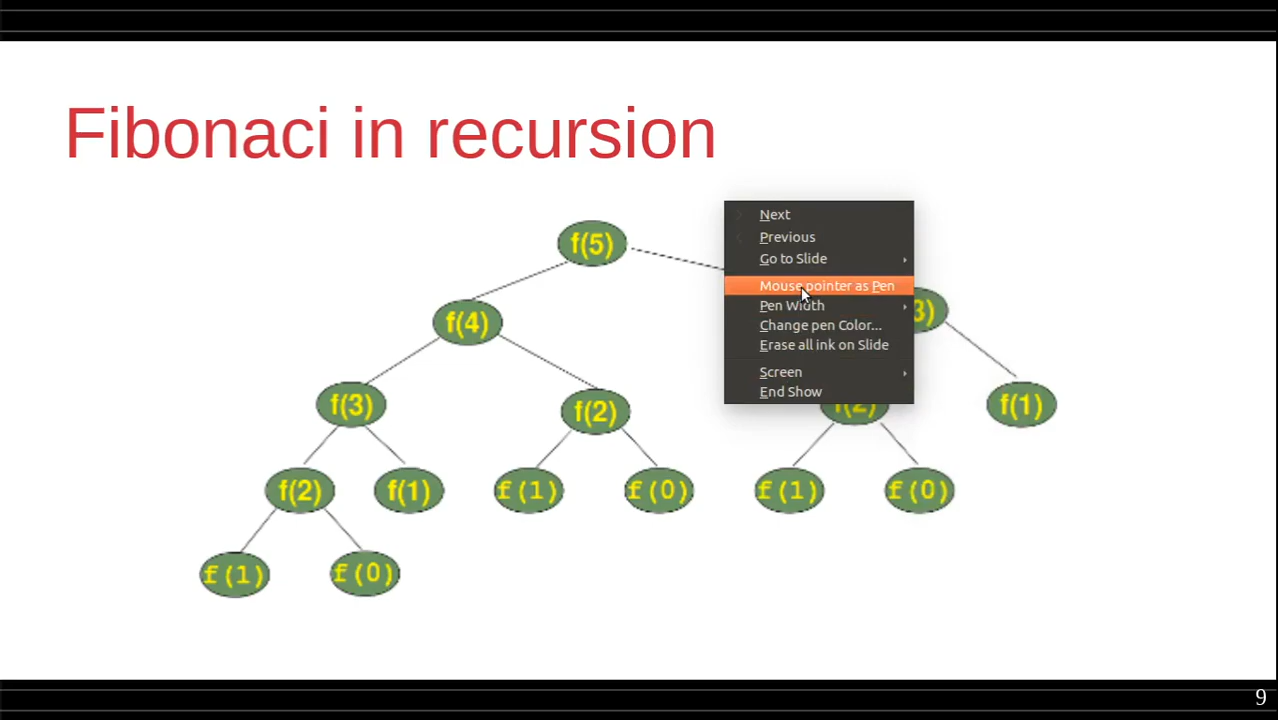 Fibonaci in recursion
Next
Previous
Go to Slide
Mouse pointer as Pen
Pen Width
Change pen Color...
Erase all ink on Slide
Screen
End Show
f(5)
f(4)
3)
f(3)
f(2)
f(2)
f(1)
f(2)
f(1)
f(1)
f(0)
f(1)
f(0)
f(1)
f(0)
9